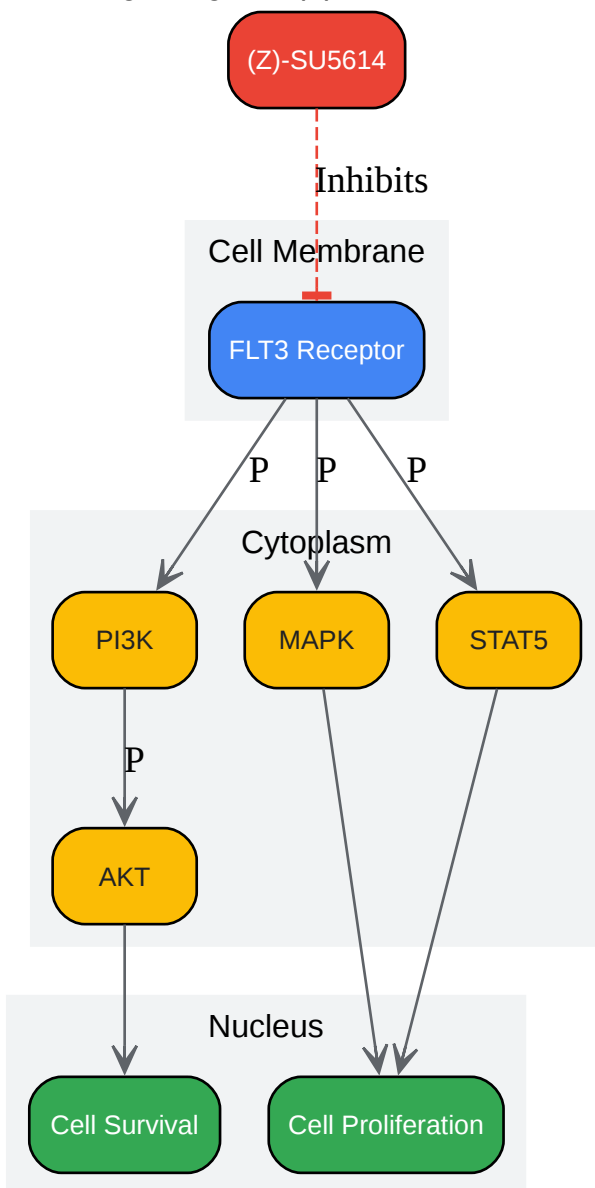 (Z)-SU5614
Inhibits
Cell Membrane
FLT3 Receptor
P P P
Cytoplasm
PI3K MAPK STAT5
P
AKT
Nucleus
Cell Survival Cell Proliferation